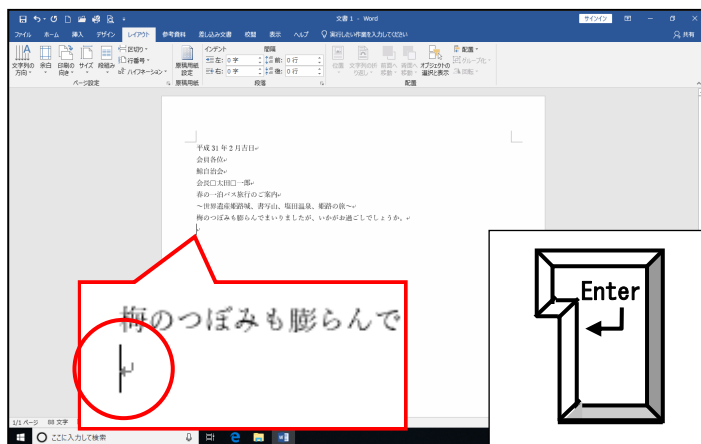 文書 1 - Word
サインイン
ファイル ホーム 挿入 デザイン レイアウト 参考資料 差し込み文書 校閲 表示 ヘルプ 実行したい作業を入力してください 共有
文字列の方向 余白 印刷の向き サイズ 段組み 区切り 行番号 ハイフネーション
ページ設定
原稿用紙設定
原稿用紙
インデント 間隔
左: 0 字 前: 0 行
右: 0 字 後: 0 行
段落
位置 文字列の折り返し 前面へ移動 背面へ移動 オブジェクトの選択と表示 配置 グループ化 回転
配置
平成 31 年 2 月吉日
会員各位
鯨自治会
会長□太田□一郎
春の一泊バス旅行のご案内
~世界遺産姫路城、書写山、塩田温泉、姫路の旅~
梅のつぼみも膨らんでまいりましたが、いかがお過ごしでしょうか。
梅のつぼみも膨らんで
Enter
1/1 ページ 88 文字
ここに入力して検索